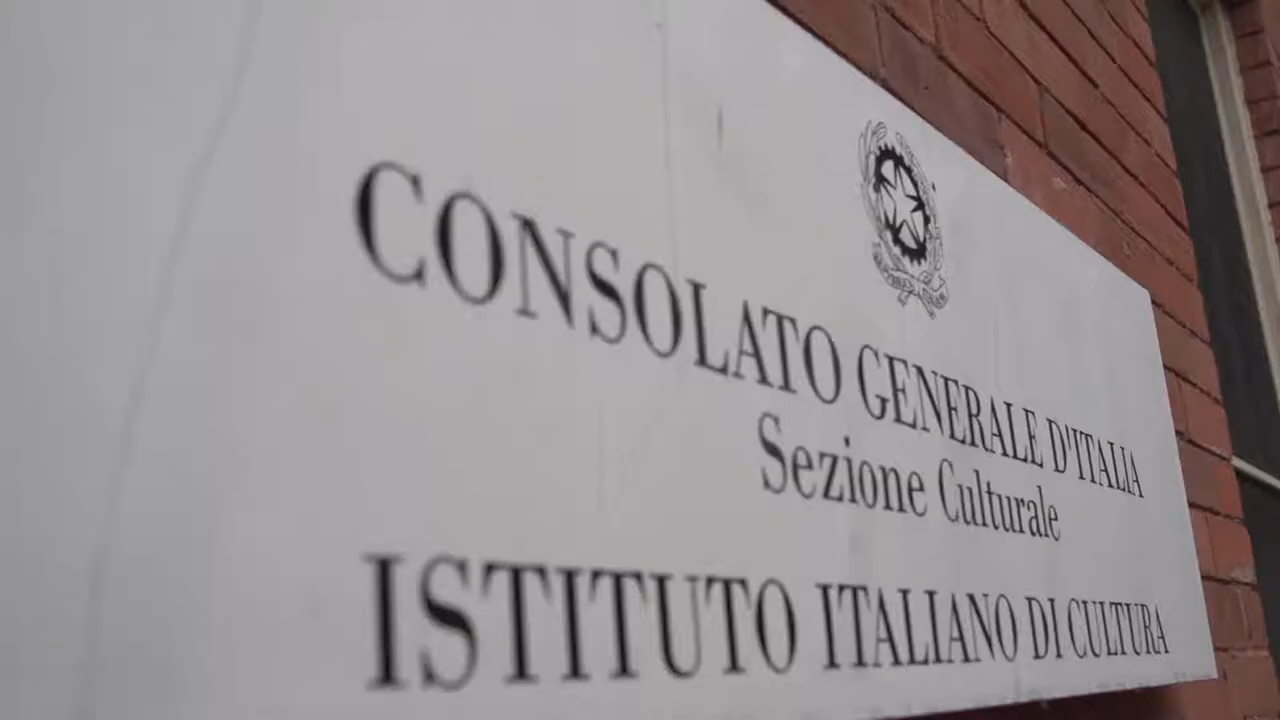 CONSOLATO GENERALE D'ITALIA
Sezione Culturale
ISTITUTO ITALIANO DI CULTURA